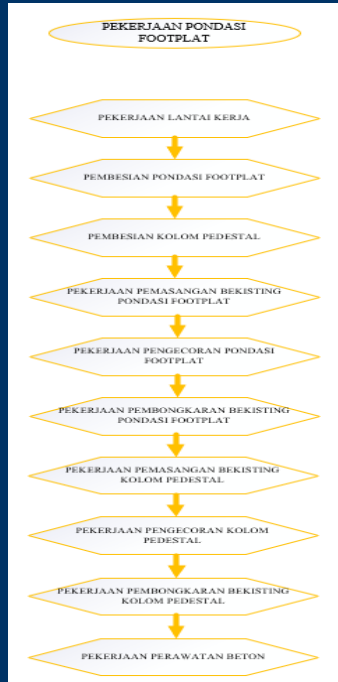 PEKERJAAN PONDASI
FOOTPLAT
PEKERJAAN LANTAI KERJA
PEMBESIAN PONDASI FOOTPLAT
PEMBESIAN KOLOM PEDESTAL
PEKERJAAN PEMASANGAN BEKISTING
PONDASI FOOTPLAT
PEKERJAAN PENGECORAN PONDASI
FOOTPLAT
PEKERJAAN PEMBONGKARAN BEKISTING
PONDASI FOOTPLAT
PEKERJAAN PEMASANGAN BEKISTING
KOLOM PEDESTAL
PEKERJAAN PENGECORAN KOLOM
PEDESTAL
PEKERJAAN PEMBONGKARAN BEKISTING
KOLOM PEDESTAL
PEKERJAAN PERAWATAN BETON